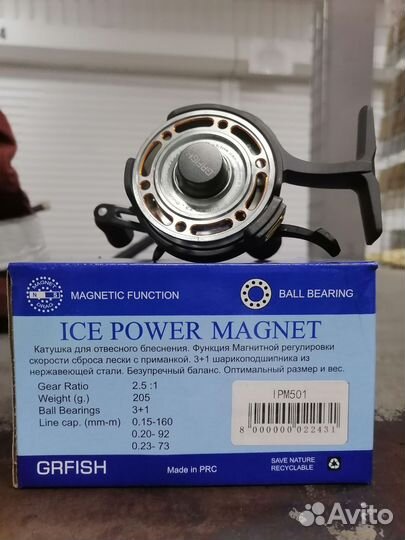 GRFISH
MAGNET
N S
DRAG
MAGNETIC FUNCTION
BALL BEARING
ICE POWER MAGNET
Катушка для отвесного блеснения. Функция Магнитной регулировки
скорости сброса лески с приманкой. 3+1 шарикоподшипника из
нержавеющей стали. Безупречный баланс. Оптимальный размер и вес.
Gear Ratio 2.5 :1
Weight (g.) 205
Ball Bearings 3+1
Line cap. (mm-m) 0.15-160
0.20- 92
0.23- 73
IPM501
8 000000 022431
GRFISH
Made in PRC
SAVE NATURE
RECYCLABLE
Avito